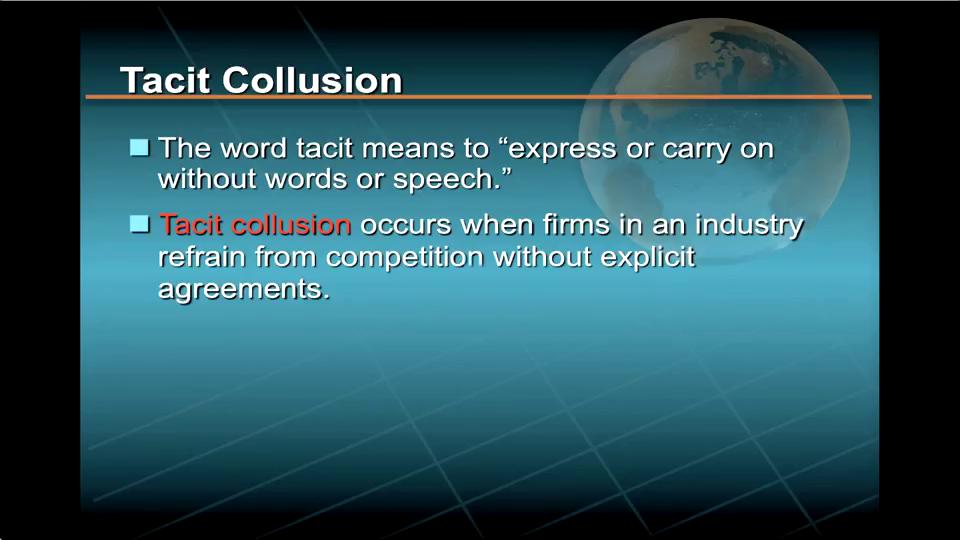 Tacit Collusion
The word tacit means to “express or carry on
without words or speech.”
Tacit collusion occurs when firms in an industry
refrain from competition without explicit
agreements.